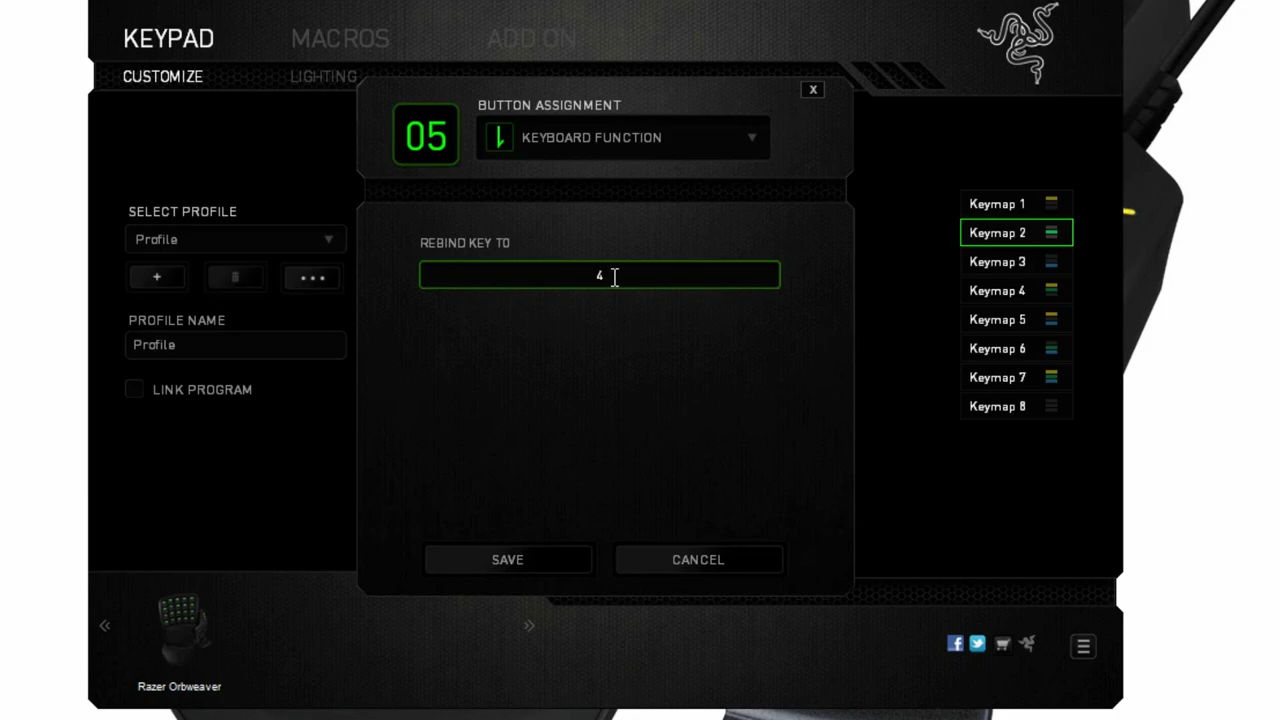 KEYPAD MACROS ADD ON
CUSTOMIZE LIGHTING
X
BUTTON ASSIGNMENT
05
KEYBOARD FUNCTION
SELECT PROFILE
Profile
+
•••
PROFILE NAME
Profile
LINK PROGRAM
REBIND KEY TO
4
SAVE CANCEL
Keymap 1
Keymap 2
Keymap 3
Keymap 4
Keymap 5
Keymap 6
Keymap 7
Keymap 8
«
»
Razer Orbweaver